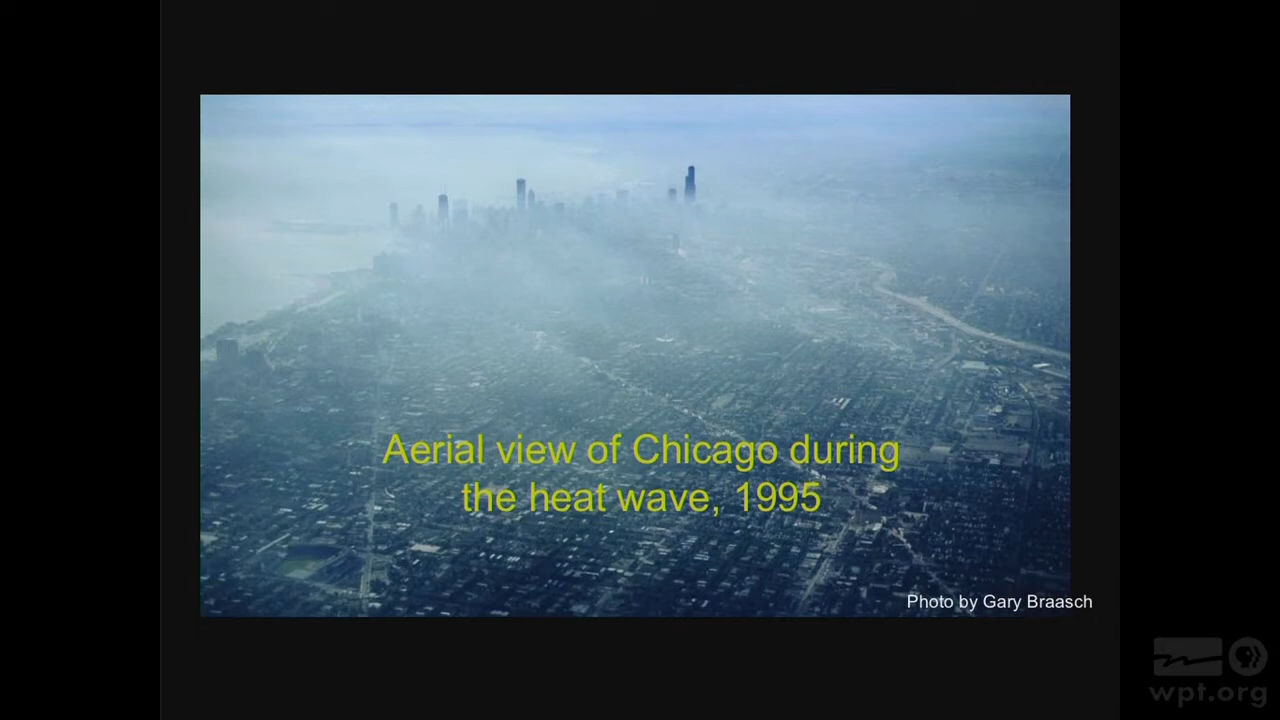 Aerial view of Chicago during
the heat wave, 1995
Photo by Gary Braasch
wpt.org